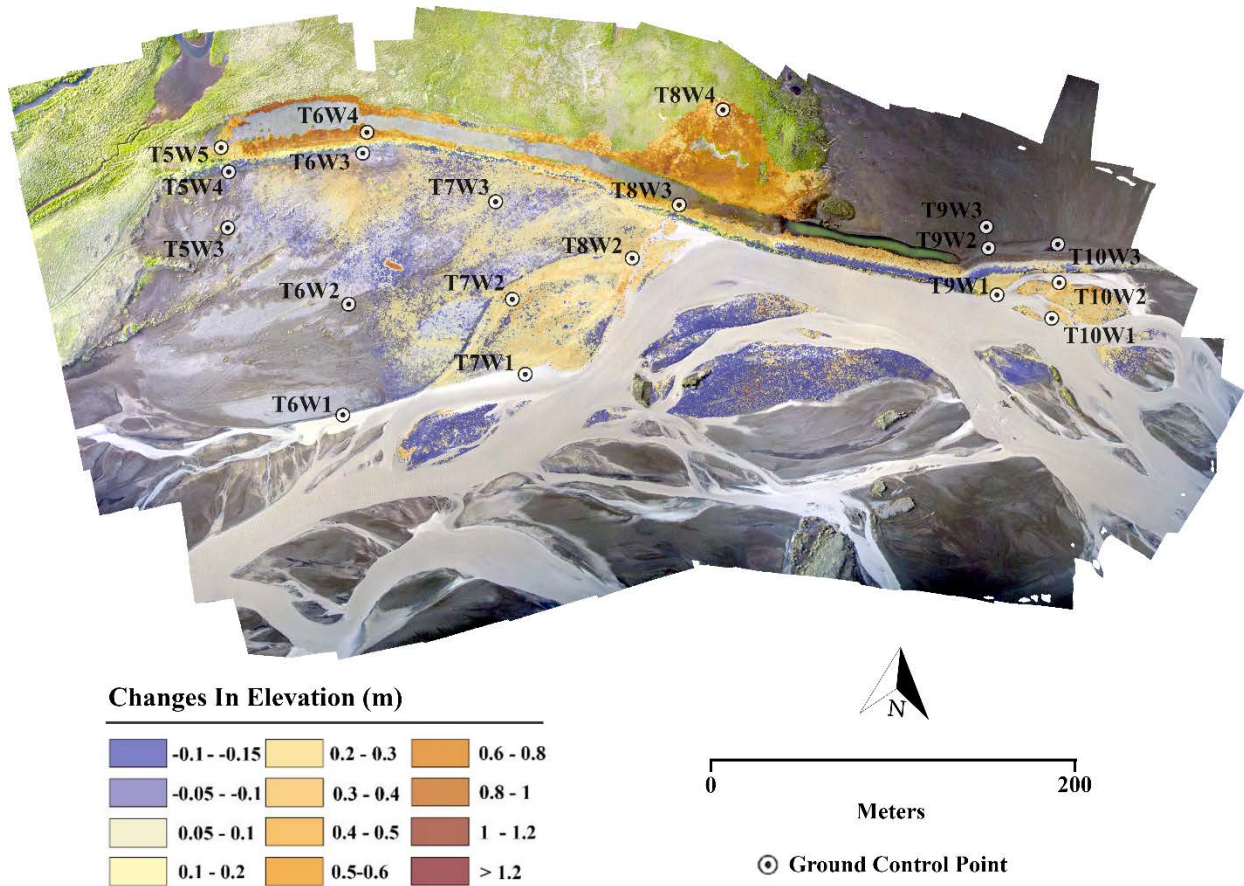 T8W4
T6W4
T5W5
T6W3
T5W4
T7W3
T8W3
T9W3
T5W3
T9W2
T10W3
T8W2
T6W2
T7W2
T9W1
T10W2
T10W1
T7W1
T6W1
Changes In Elevation (m)
-0.1 - -0.15 0.2 - 0.3 0.6 - 0.8
-0.05 - -0.1 0.3 - 0.4 0.8 - 1
0.05 - 0.1 0.4 - 0.5 1 - 1.2
0.1 - 0.2 0.5-0.6 > 1.2
N
0 200
Meters
Ground Control Point